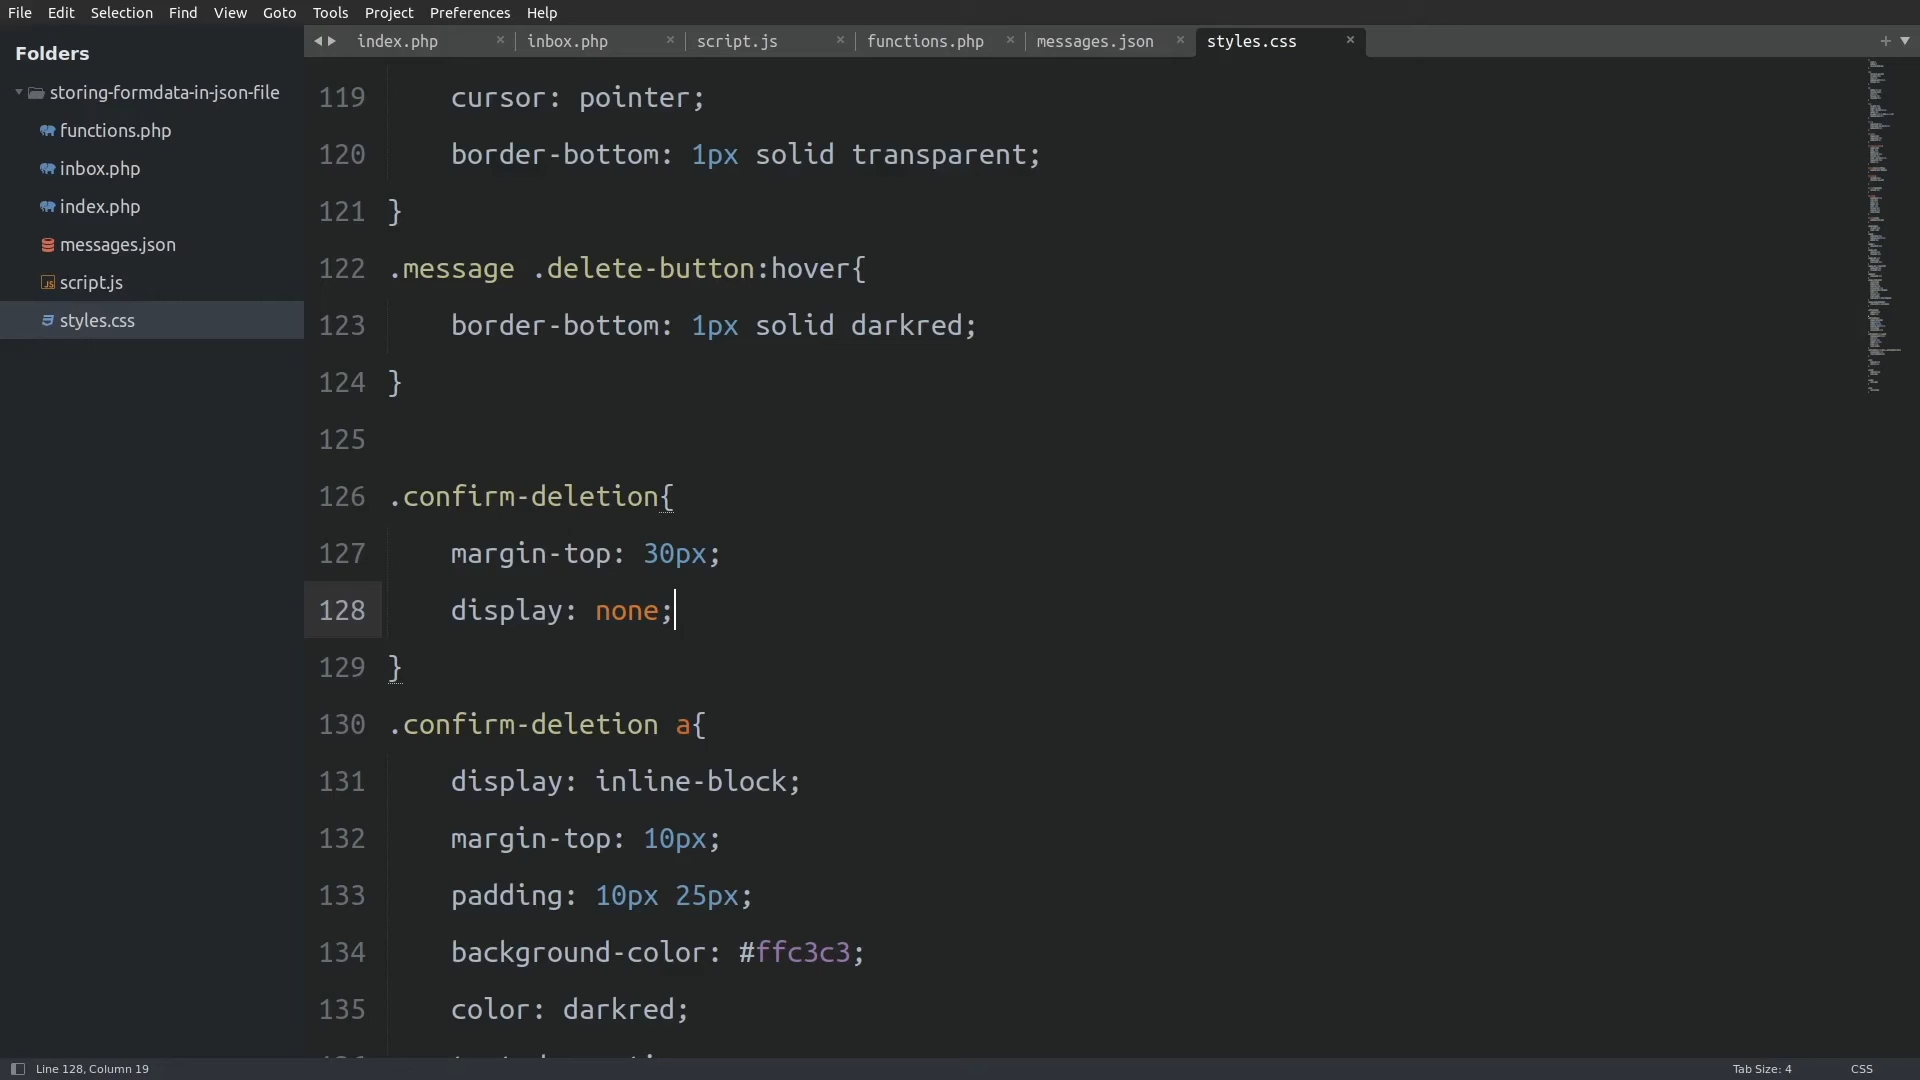 File Edit Selection Find View Goto Tools Project Preferences Help
Folders
storing-formdata-in-json-file
functions.php
inbox.php
index.php
messages.json
script.js
styles.css
index.php × inbox.php × script.js × functions.php × messages.json × styles.css ×
119 cursor: pointer;
120 border-bottom: 1px solid transparent;
121 }
122 .message .delete-button:hover{
123 border-bottom: 1px solid darkred;
124 }
125
126 .confirm-deletion{
127 margin-top: 30px;
128 display: none;
129 }
130 .confirm-deletion a{
131 display: inline-block;
132 margin-top: 10px;
133 padding: 10px 25px;
134 background-color: #ffc3c3;
135 color: darkred;
Line 128, Column 19
Tab Size: 4
CSS